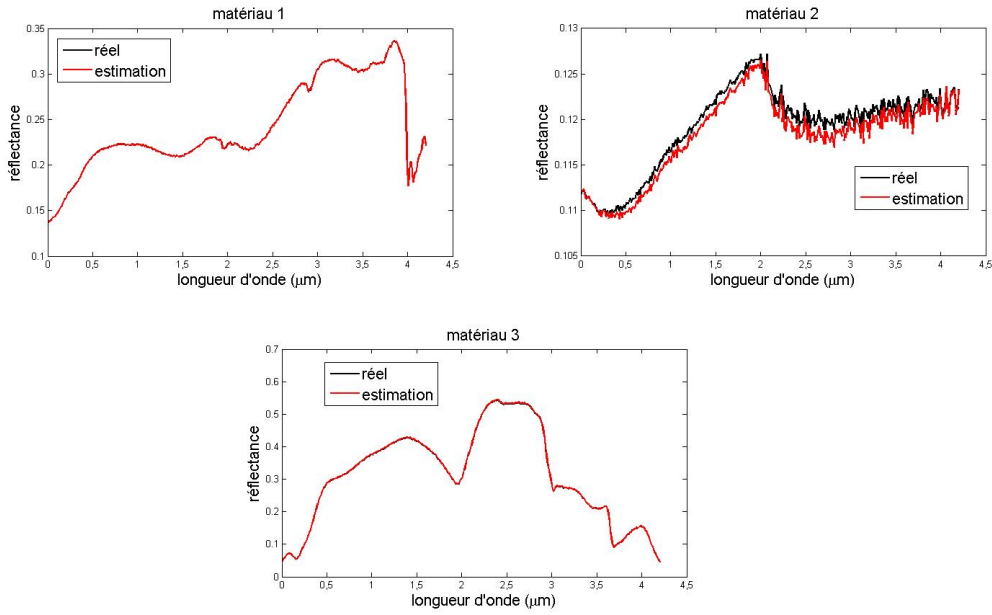 matériau 1
0.35
0.3
0.25
0.2
0.15
0.1
réflectance
réel
estimation
0 0,5 1 1,5 2 2,5 3 3,5 4 4,5
longueur d'onde (μm)
matériau 2
0.13
0.125
0.12
0.115
0.11
0.105
réflectance
réel
estimation
0 0,5 1 1,5 2 2,5 3 3,5 4 4,5
longueur d'onde (μm)
matériau 3
0.7
0.6
0.5
0.4
0.3
0.2
0.1
0
réflectance
réel
estimation
0 0,5 1 1,5 2 2,5 3 3,5 4 4,5
longueur d'onde (μm)